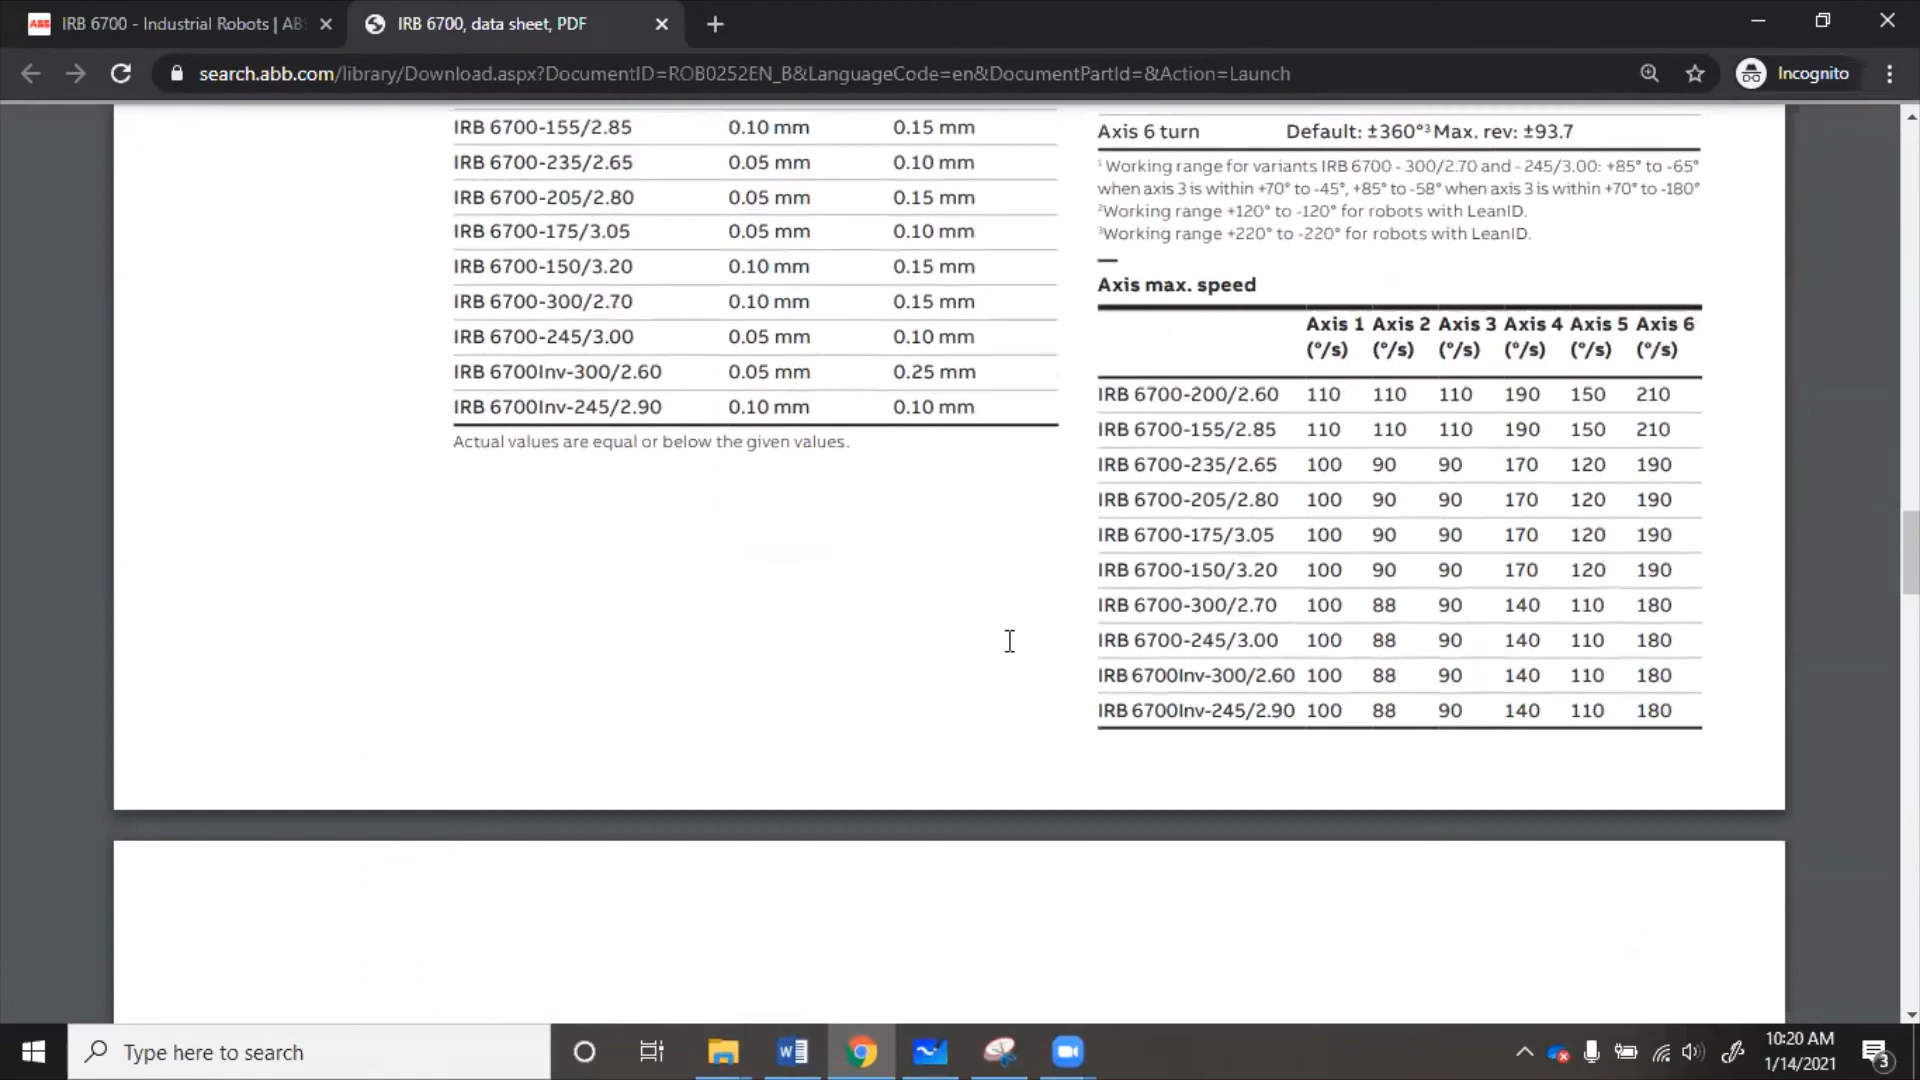 IRB 6700 - Industrial Robots | AB
IRB 6700, data sheet, PDF
search.abb.com/library/Download.aspx?DocumentID=ROB0252EN_B&LanguageCode=en&DocumentPartId=&Action=Launch
Incognito
IRB 6700-155/2.85 0.10 mm 0.15 mm
IRB 6700-235/2.65 0.05 mm 0.10 mm
IRB 6700-205/2.80 0.05 mm 0.15 mm
IRB 6700-175/3.05 0.05 mm 0.10 mm
IRB 6700-150/3.20 0.10 mm 0.15 mm
IRB 6700-300/2.70 0.10 mm 0.15 mm
IRB 6700-245/3.00 0.05 mm 0.10 mm
IRB 6700Inv-300/2.60 0.05 mm 0.25 mm
IRB 6700Inv-245/2.90 0.10 mm 0.10 mm
Actual values are equal or below the given values.
Axis 6 turn Default: ±360°³ Max. rev: ±93.7
¹ Working range for variants IRB 6700 - 300/2.70 and - 245/3.00: +85° to -65°
when axis 3 is within +70° to -45°, +85° to -58° when axis 3 is within +70° to -180°
²Working range +120° to -120° for robots with LeanID.
³Working range +220° to -220° for robots with LeanID.
—
Axis max. speed
Axis 1 Axis 2 Axis 3 Axis 4 Axis 5 Axis 6
(°/s) (°/s) (°/s) (°/s) (°/s) (°/s)
IRB 6700-200/2.60 110 110 110 190 150 210
IRB 6700-155/2.85 110 110 110 190 150 210
IRB 6700-235/2.65 100 90 90 170 120 190
IRB 6700-205/2.80 100 90 90 170 120 190
IRB 6700-175/3.05 100 90 90 170 120 190
IRB 6700-150/3.20 100 90 90 170 120 190
IRB 6700-300/2.70 100 88 90 140 110 180
IRB 6700-245/3.00 100 88 90 140 110 180
IRB 6700Inv-300/2.60 100 88 90 140 110 180
IRB 6700Inv-245/2.90 100 88 90 140 110 180
Type here to search
10:20 AM
1/14/2021
3